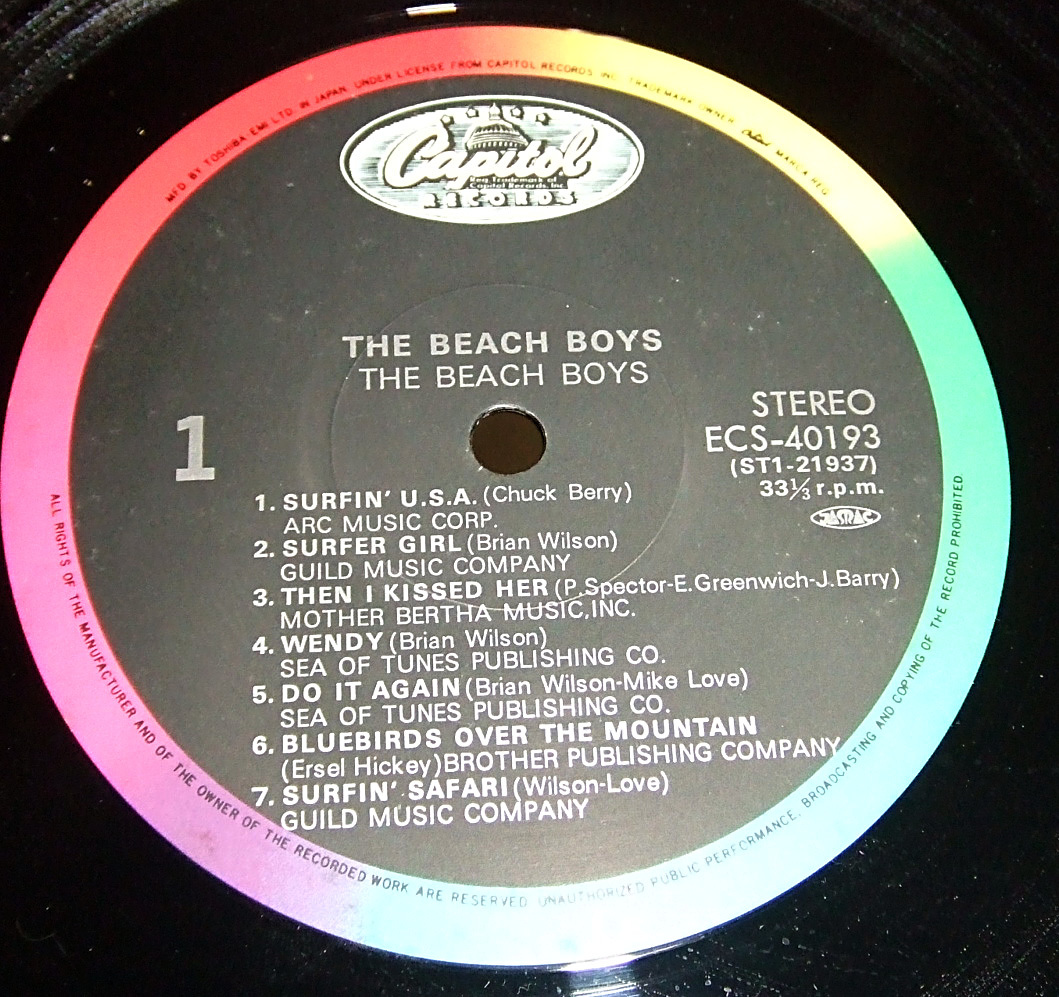 MFD BY TOSHIBA EMI LTD. IN JAPAN UNDER LICENSE FROM CAPITOL RECORDS INC. TRADEMARK OWNER Capitol MARCA REG.
Capitol
Reg. Trademark of
Capitol Records, Inc.
RECORDS
THE BEACH BOYS
THE BEACH BOYS
1
STEREO
ECS-40193
(ST1-21937)
33⅓ r.p.m.
JASRAC
1. SURFIN' U.S.A. (Chuck Berry)
ARC MUSIC CORP.
2. SURFER GIRL (Brian Wilson)
GUILD MUSIC COMPANY
3. THEN I KISSED HER (P.Spector-E.Greenwich-J.Barry)
MOTHER BERTHA MUSIC,INC.
4. WENDY (Brian Wilson)
SEA OF TUNES PUBLISHING CO.
5. DO IT AGAIN (Brian Wilson-Mike Love)
SEA OF TUNES PUBLISHING CO.
6. BLUEBIRDS OVER THE MOUNTAIN
(Ersel Hickey) BROTHER PUBLISHING COMPANY
7. SURFIN' SAFARI (Wilson-Love)
GUILD MUSIC COMPANY
ALL RIGHTS OF THE MANUFACTURER AND OF THE OWNER OF THE RECORDED WORK ARE RESERVED. UNAUTHORIZED PUBLIC PERFORMANCE, BROADCASTING AND COPYING OF THE RECORD PROHIBITED.